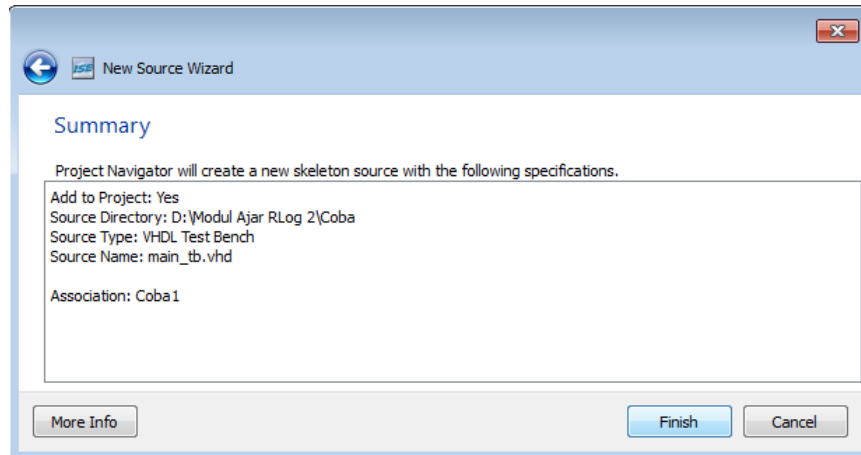 ISE New Source Wizard
Summary
Project Navigator will create a new skeleton source with the following specifications.
Add to Project: Yes
Source Directory: D:\Modul Ajar RLog 2\Coba
Source Type: VHDL Test Bench
Source Name: main_tb.vhd
Association: Coba1
More Info Finish Cancel